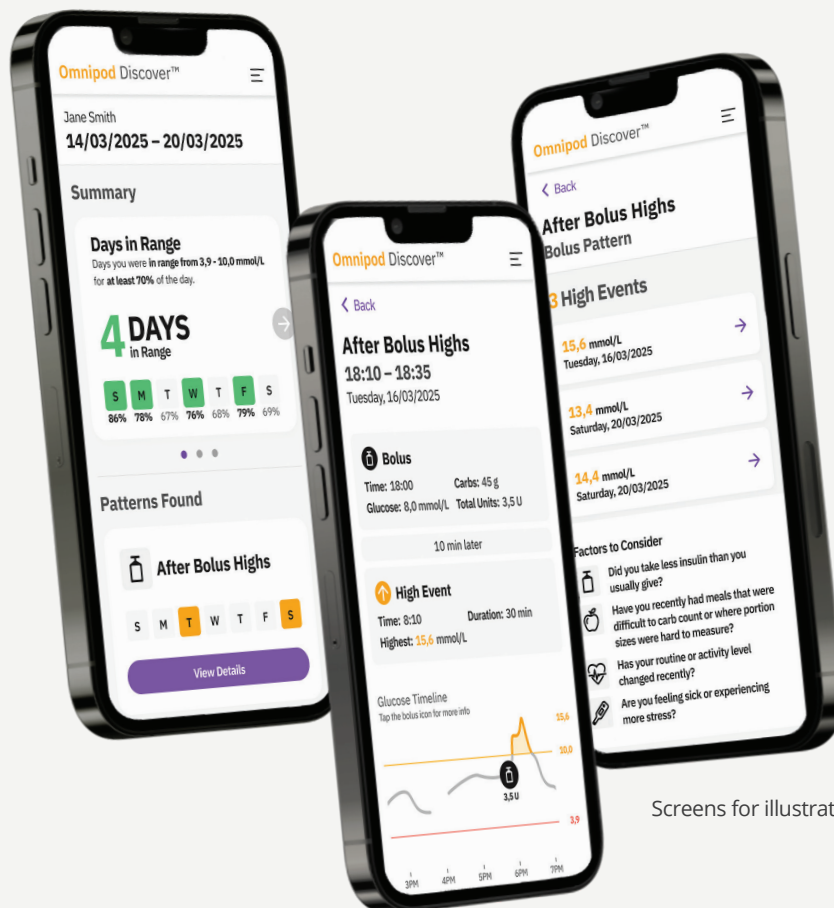 Omnipod Discover™
Jane Smith
14/03/2025 – 20/03/2025
Summary
Days in Range
Days you were in range from 3,9 - 10,0 mmol/L
for at least 70% of the day.
4 DAYS
in Range
S M T W T F S
86% 78% 67% 76% 68% 79% 69%
Patterns Found
After Bolus Highs
S M T W T F S
View Details
Omnipod Discover™
Back
After Bolus Highs
18:10 – 18:35
Tuesday, 16/03/2025
Bolus
Time: 18:00 Carbs: 45 g
Glucose: 8,0 mmol/L Total Units: 3,5 U
10 min later
High Event
Time: 8:10 Duration: 30 min
Highest: 15,6 mmol/L
Glucose Timeline
Tap the bolus icon for more info
15,6
10,0
3,5 U
3,9
3PM 4PM 5PM 6PM 7PM
Omnipod Discover™
Back
After Bolus Highs
Bolus Pattern
3 High Events
15,6 mmol/L
Tuesday, 16/03/2025
13,4 mmol/L
Saturday, 20/03/2025
14,4 mmol/L
Saturday, 20/03/2025
Factors to Consider
Did you take less insulin than you
usually give?
Have you recently had meals that were
difficult to carb count or where portion
sizes were hard to measure?
Has your routine or activity level
changed recently?
Are you feeling sick or experiencing
more stress?
Screens for illustrat